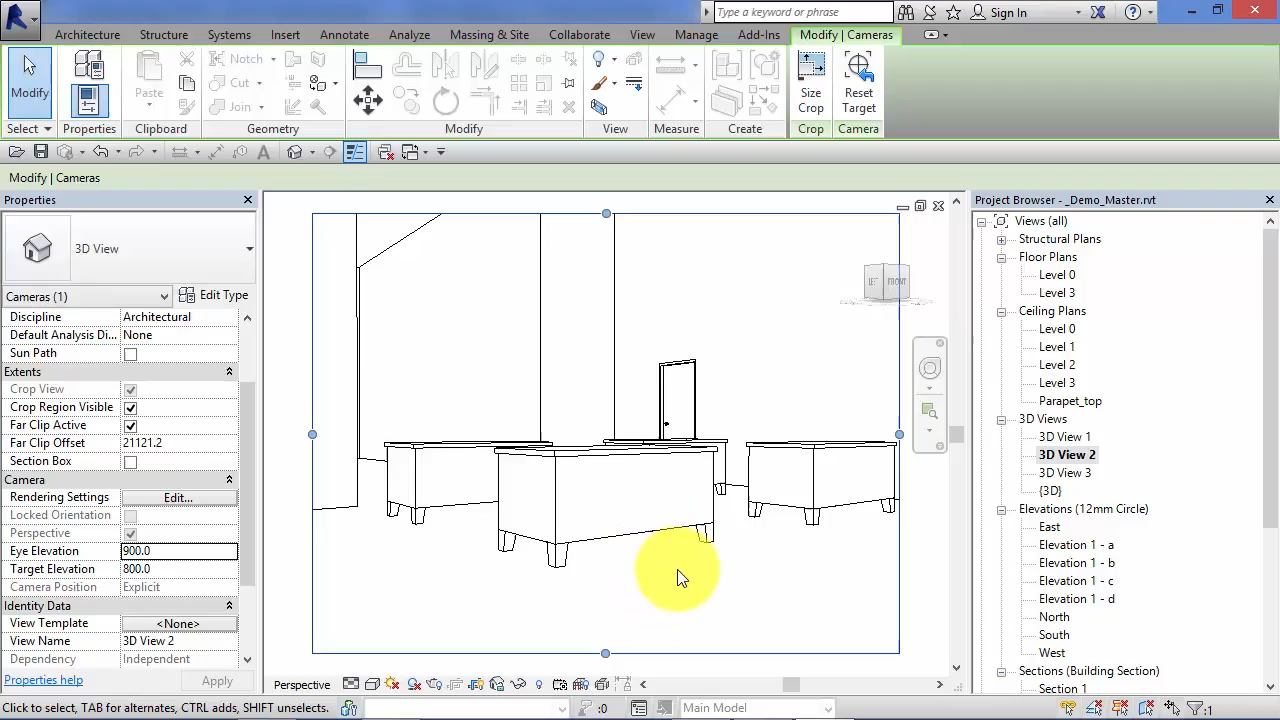 Type a keyword or phrase
Sign In
Architecture Structure Systems Insert Annotate Analyze Massing & Site Collaborate View Manage Add-Ins Modify | Cameras
Modify
Paste
Notch
Cut
Join
Size Crop
Reset Target
Select Properties Clipboard Geometry Modify View Measure Create Crop Camera
Modify | Cameras
Properties
3D View
Cameras (1)
Edit Type
Discipline Architectural
Default Analysis Di... None
Sun Path
Extents
Crop View
Crop Region Visible
Far Clip Active
Far Clip Offset 21121.2
Section Box
Camera
Rendering Settings Edit...
Locked Orientation
Perspective
Eye Elevation 900.0
Target Elevation 800.0
Camera Position Explicit
Identity Data
View Template <None>
View Name 3D View 2
Dependency Independent
Properties help
Apply
LEFT FRONT
Perspective
Project Browser - _Demo_Master.rvt
Views (all)
Structural Plans
Floor Plans
Level 0
Level 3
Ceiling Plans
Level 0
Level 1
Level 2
Level 3
Parapet_top
3D Views
3D View 1
3D View 2
3D View 3
{3D}
Elevations (12mm Circle)
East
Elevation 1 - a
Elevation 1 - b
Elevation 1 - c
Elevation 1 - d
North
South
West
Sections (Building Section)
Section 1
Click to select, TAB for alternates, CTRL adds, SHIFT unselects.
:0
Main Model
:1